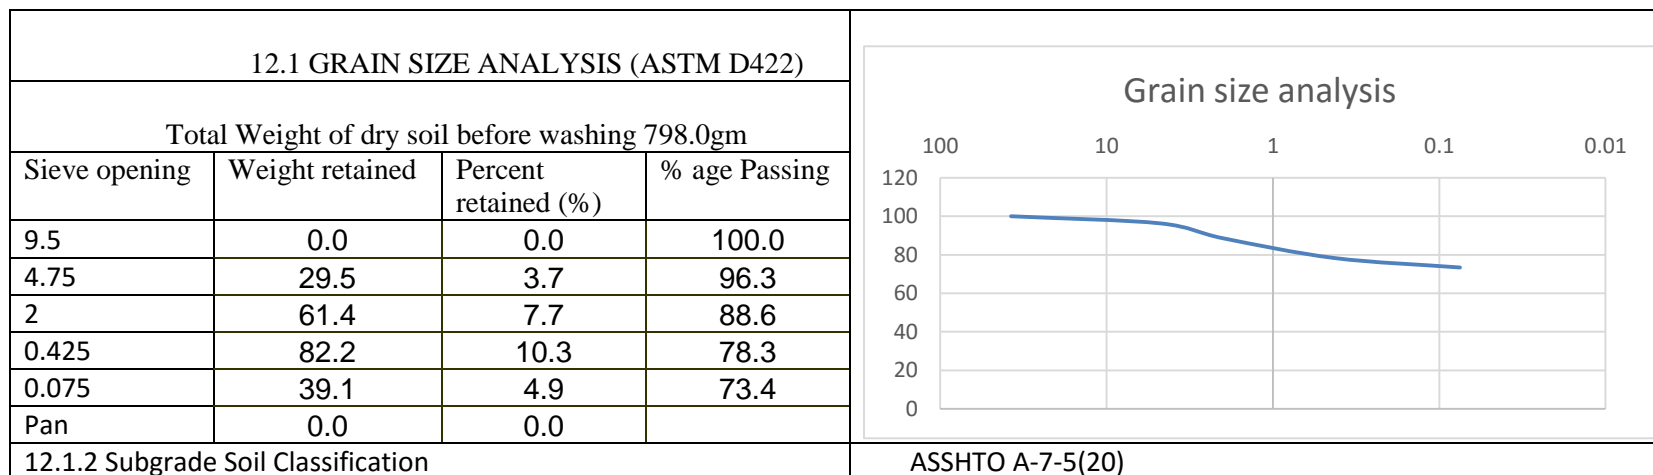 12.1 GRAIN SIZE ANALYSIS (ASTM D422)
Total Weight of dry soil before washing 798.0gm
Sieve opening Weight retained Percent retained (%) % age Passing
9.5 0.0 0.0 100.0
4.75 29.5 3.7 96.3
2 61.4 7.7 88.6
0.425 82.2 10.3 78.3
0.075 39.1 4.9 73.4
Pan 0.0 0.0
Grain size analysis
100 10 1 0.1 0.01
120
100
80
60
40
20
0
12.1.2 Subgrade Soil Classification ASSHTO A-7-5(20)